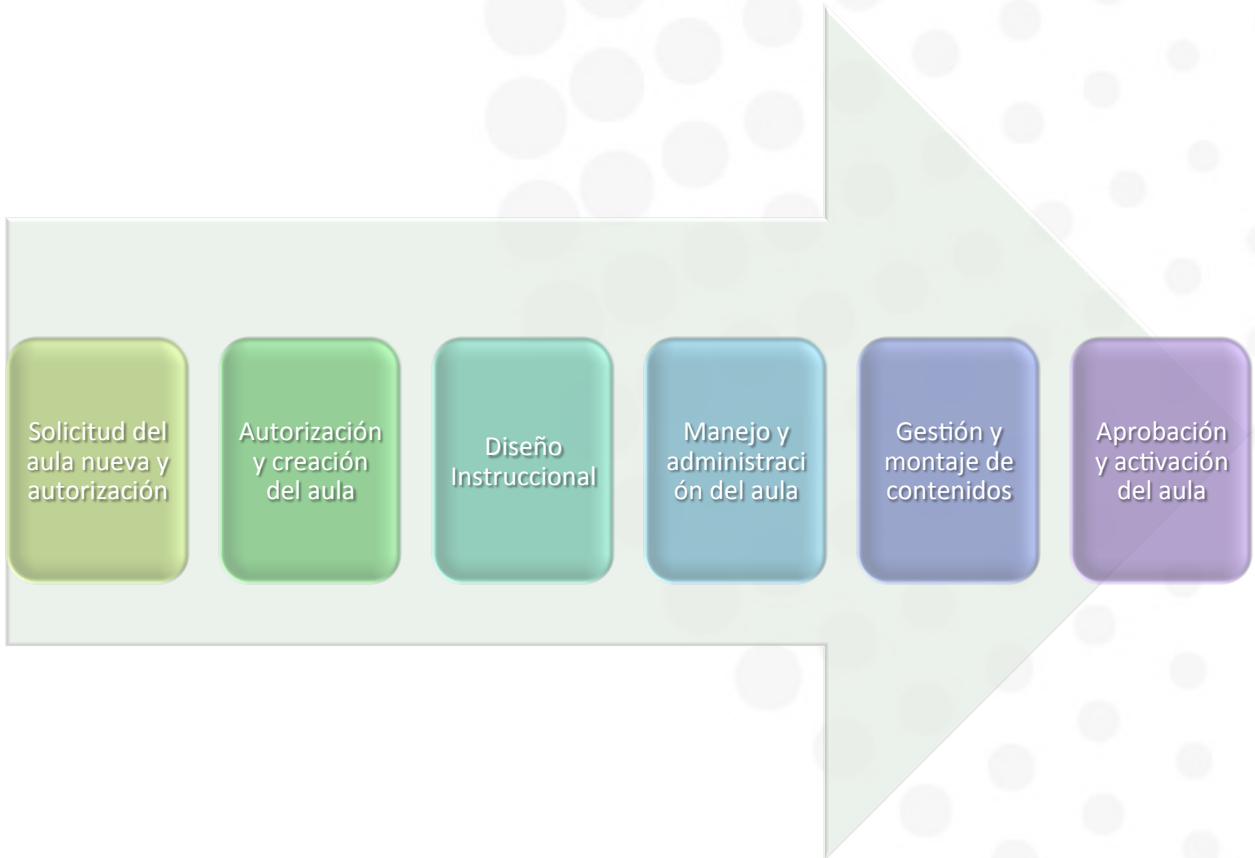 Solicitud del
aula nueva y
autorización
Autorización
y creación
del aula
Diseño
Instruccional
Manejo y
administraci
ón del aula
Gestión y
montaje de
contenidos
Aprobación
y activación
del aula